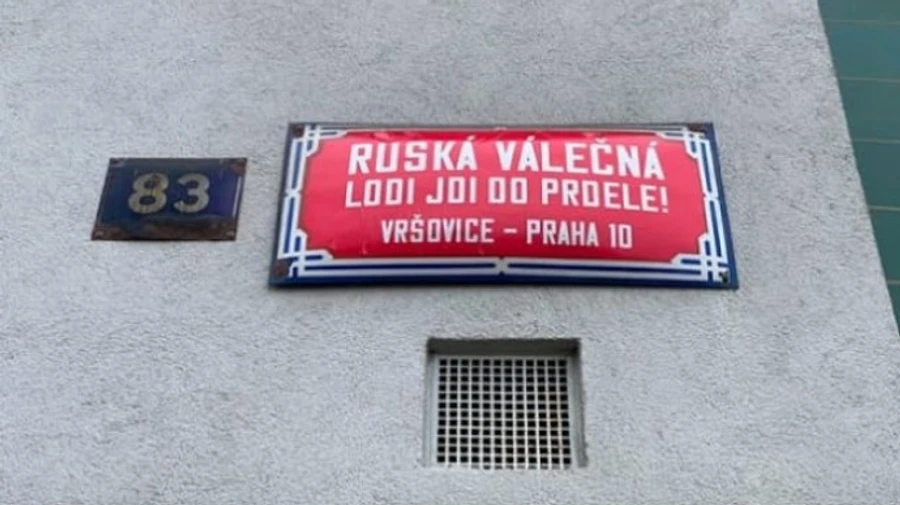 83
RUSKÁ VÁLEČNÁ
LODI JDI DO PRDELE!
VRŠOVICE - PRAHA 10